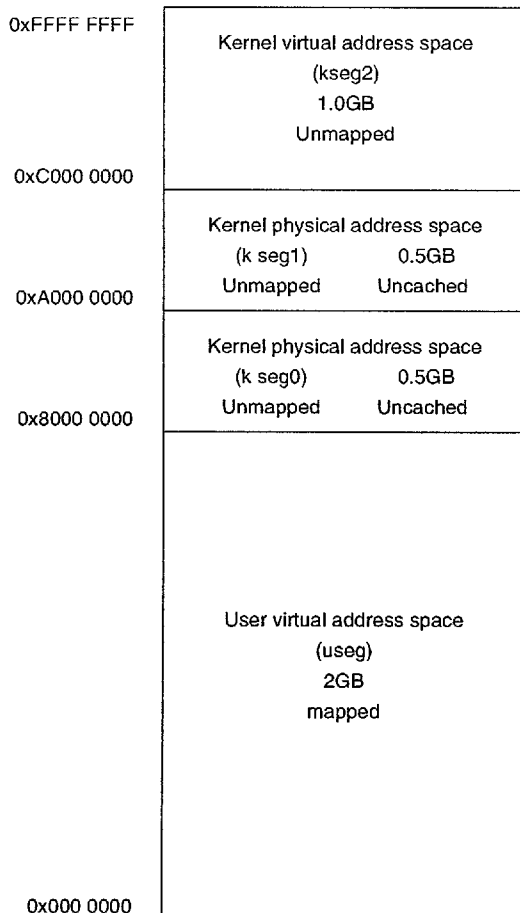 0xFFFF FFFF
Kernel virtual address space
(kseg2)
1.0GB
Unmapped
0xC000 0000
Kernel physical address space
(k seg1) 0.5GB
Unmapped Uncached
0xA000 0000
Kernel physical address space
(k seg0) 0.5GB
Unmapped Uncached
0x8000 0000
User virtual address space
(useg)
2GB
mapped
0x000 0000